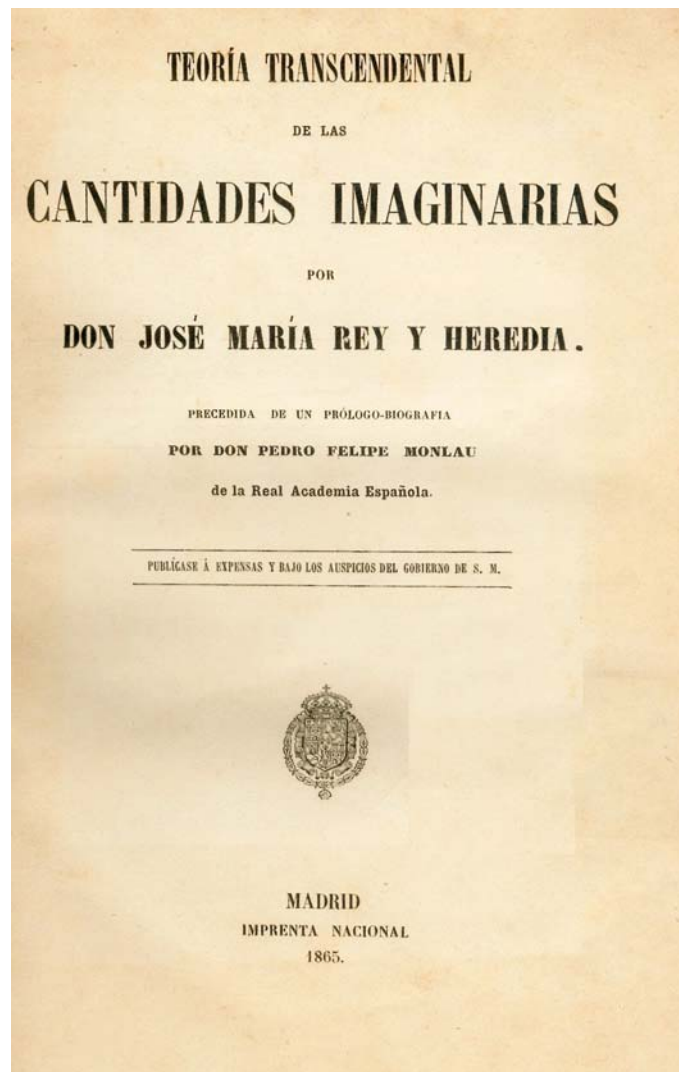 TEORÍA TRANSCENDENTAL
DE LAS
CANTIDADES IMAGINARIAS
POR
DON JOSÉ MARÍA REY Y HEREDIA.
PRECEDIDA DE UN PRÓLOGO-BIOGRAFIA
POR DON PEDRO FELIPE MONLAU
de la Real Academia Española.
PUBLÍCASE Á EXPENSAS Y BAJO LOS AUSPICIOS DEL GOBIERNO DE S. M.
MADRID
IMPRENTA NACIONAL
1865.